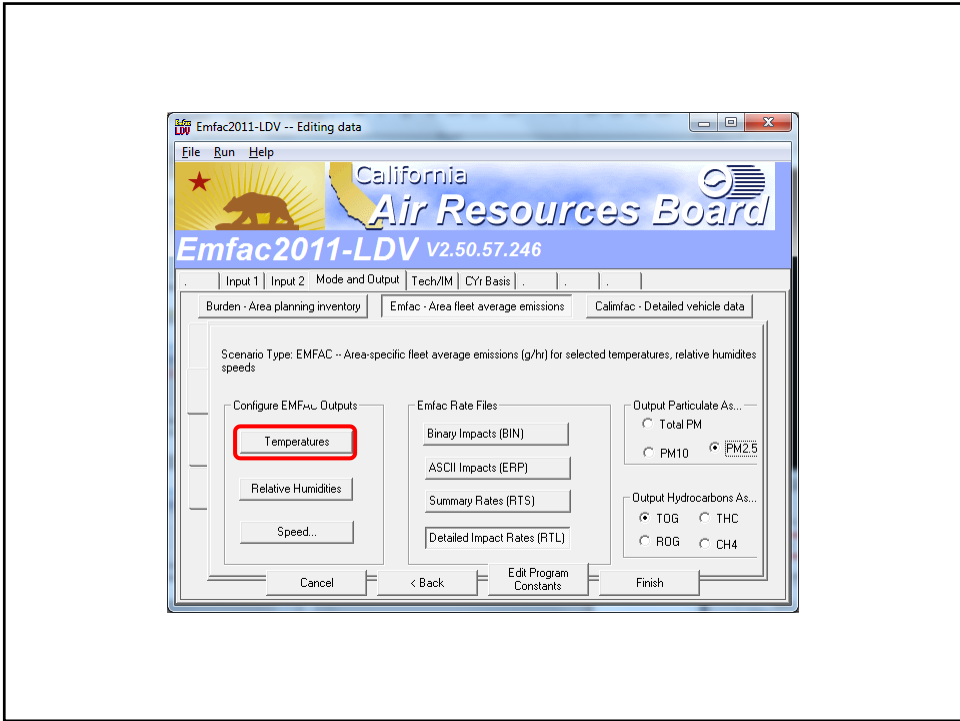 Emfac2011-LDV -- Editing data
File Run Help
California
Air Resources Board
Emfac2011-LDV V2.50.57.246
. Input 1 Input 2 Mode and Output Tech/IM CYr Basis . . .
Burden - Area planning inventory Emfac - Area fleet average emissions Calimfac - Detailed vehicle data
Scenario Type: EMFAC -- Area-specific fleet average emissions (g/hr) for selected temperatures, relative humidites
speeds
Configure EMFAC Outputs
Temperatures
Relative Humidities
Speed...
Emfac Rate Files
Binary Impacts (BIN)
ASCII Impacts (ERP)
Summary Rates (RTS)
Detailed Impact Rates (RTL)
Output Particulate As...
Total PM
PM10 PM2.5
Output Hydrocarbons As...
TOG THC
ROG CH4
Cancel < Back Edit Program Constants Finish